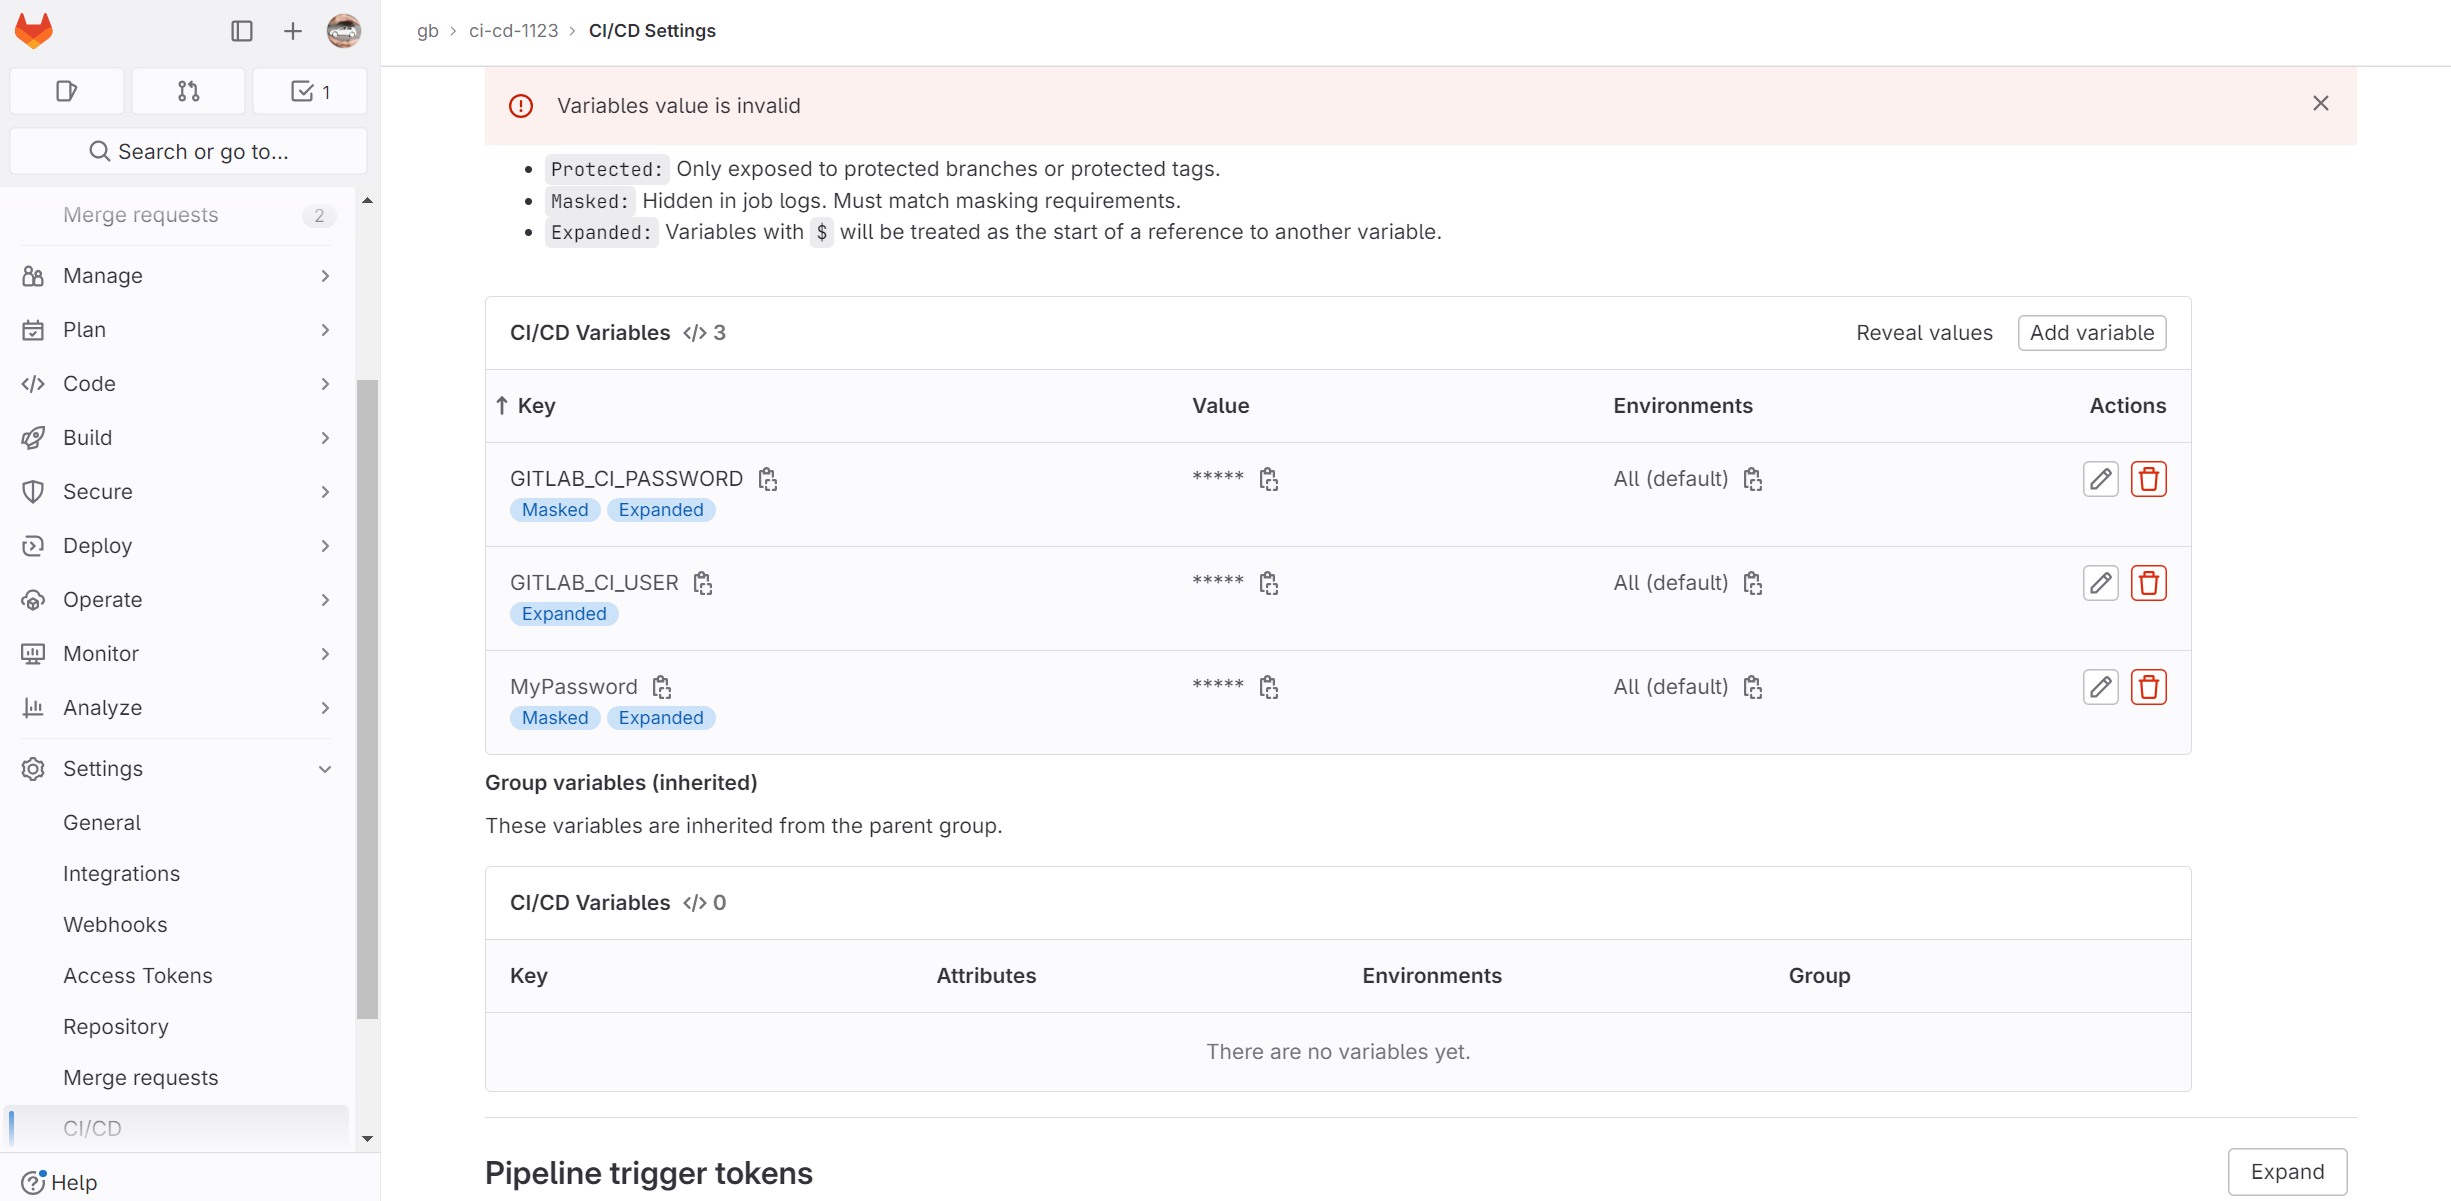 1
Search or go to...
Merge requests 2
Manage
Plan
Code
Build
Secure
Deploy
Operate
Monitor
Analyze
Settings
General
Integrations
Webhooks
Access Tokens
Repository
Merge requests
CI/CD
Help
gb › ci-cd-1123 › CI/CD Settings
Variables value is invalid
• Protected: Only exposed to protected branches or protected tags.
• Masked: Hidden in job logs. Must match masking requirements.
• Expanded: Variables with $ will be treated as the start of a reference to another variable.
CI/CD Variables </> 3 Reveal values Add variable
↑ Key Value Environments Actions
GITLAB_CI_PASSWORD ***** All (default)
Masked Expanded
GITLAB_CI_USER ***** All (default)
Expanded
MyPassword ***** All (default)
Masked Expanded
Group variables (inherited)
These variables are inherited from the parent group.
CI/CD Variables </> 0
Key Attributes Environments Group
There are no variables yet.
Pipeline trigger tokens Expand